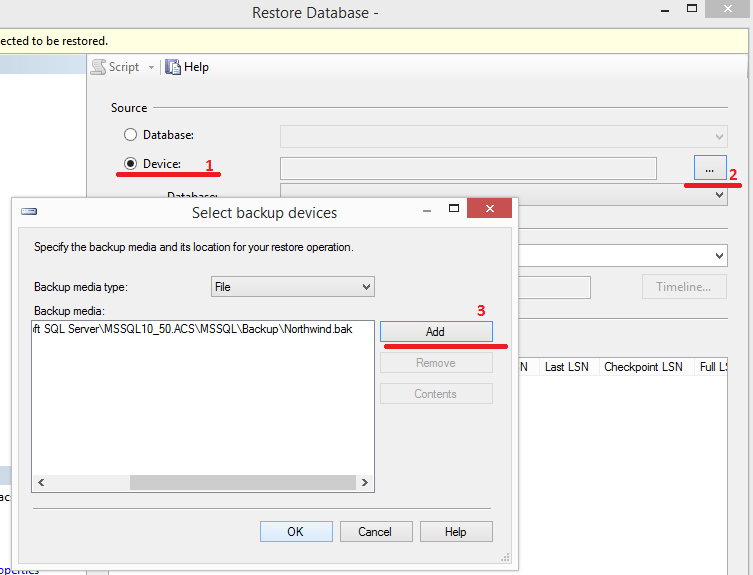 Restore Database -
ected to be restored.
Script
Help
Source
Database:
Device:
1
...
2
Database:
Select backup devices
Specify the backup media and its location for your restore operation.
Backup media type:
File
Timeline...
Backup media:
3
ft SQL Server\MSSQL10_50.ACS\MSSQL\Backup\Northwind.bak
Add
Remove
Contents
N
Last LSN
Checkpoint LSN
Full LS
OK
Cancel
Help
ac
operties